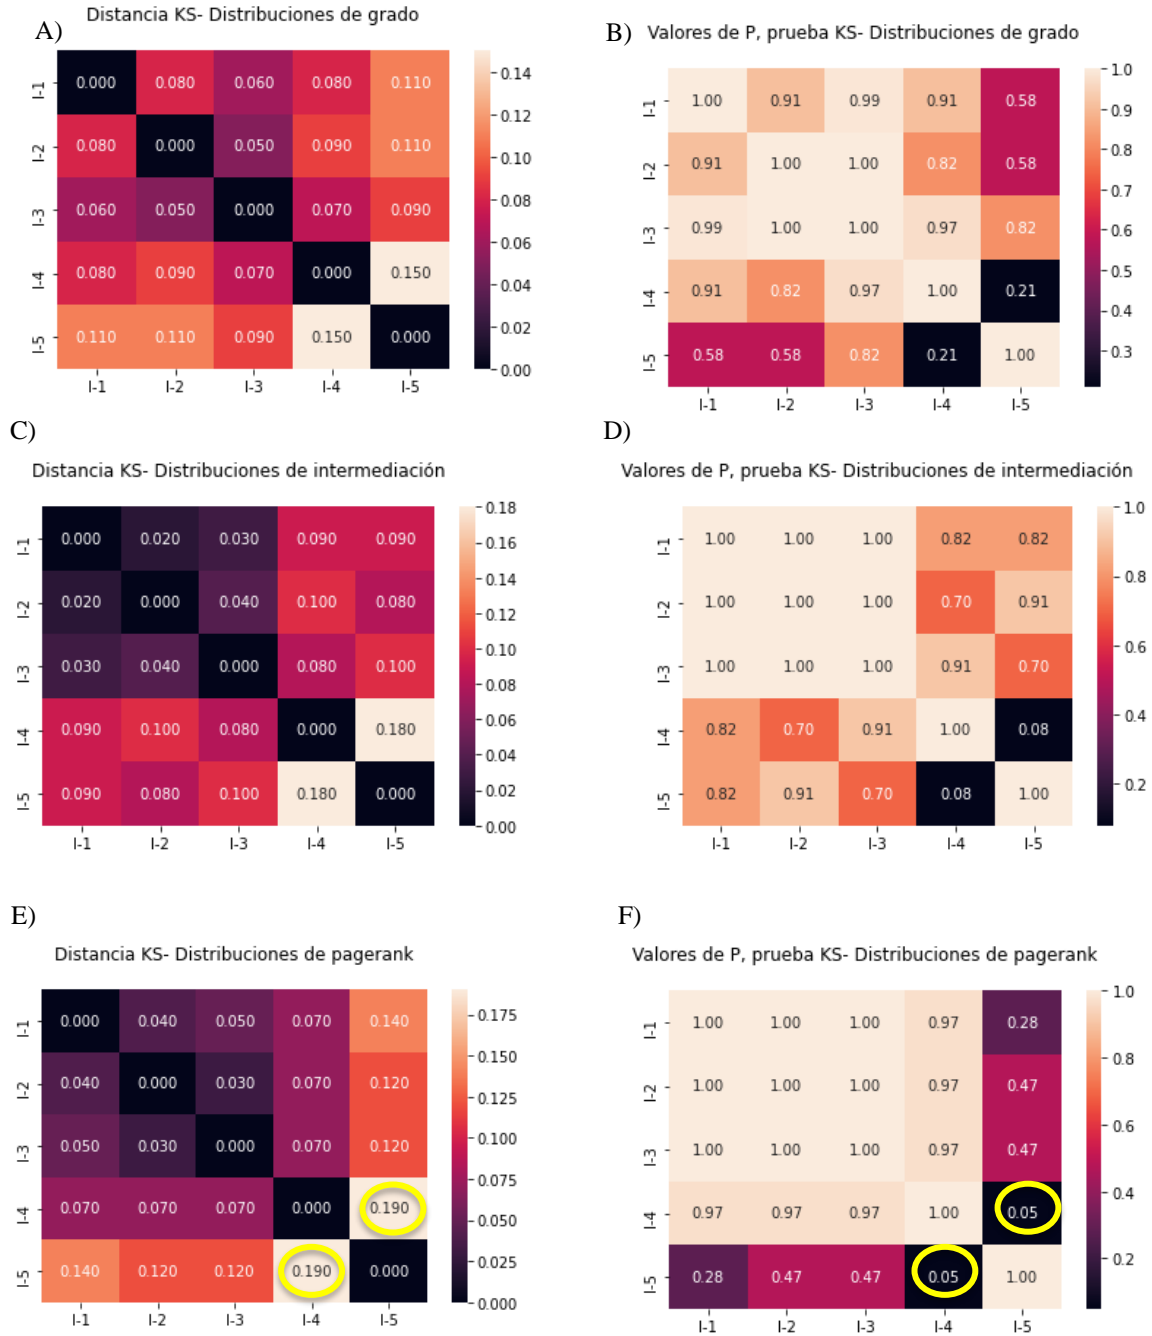 Distancia KS- Distribuciones de grado
A)
I-1 0.000 0.080 0.060 0.080 0.110
I-2 0.080 0.000 0.050 0.090 0.110
I-3 0.060 0.050 0.000 0.070 0.090
I-4 0.080 0.090 0.070 0.000 0.150
I-5 0.110 0.110 0.090 0.150 0.000
I-1 I-2 I-3 I-4 I-5
0.14
0.12
0.10
0.08
0.06
0.04
0.02
0.00
B) Valores de P, prueba KS- Distribuciones de grado
I-1 1.00 0.91 0.99 0.91 0.58
I-2 0.91 1.00 1.00 0.82 0.58
I-3 0.99 1.00 1.00 0.97 0.82
I-4 0.91 0.82 0.97 1.00 0.21
I-5 0.58 0.58 0.82 0.21 1.00
I-1 I-2 I-3 I-4 I-5
1.0
0.9
0.8
0.7
0.6
0.5
0.4
0.3
C)
Distancia KS- Distribuciones de intermediación
I-1 0.000 0.020 0.030 0.090 0.090
I-2 0.020 0.000 0.040 0.100 0.080
I-3 0.030 0.040 0.000 0.080 0.100
I-4 0.090 0.100 0.080 0.000 0.180
I-5 0.090 0.080 0.100 0.180 0.000
I-1 I-2 I-3 I-4 I-5
0.18
0.16
0.14
0.12
0.10
0.08
0.06
0.04
0.02
0.00
D)
Valores de P, prueba KS- Distribuciones de intermediación
I-1 1.00 1.00 1.00 0.82 0.82
I-2 1.00 1.00 1.00 0.70 0.91
I-3 1.00 1.00 1.00 0.91 0.70
I-4 0.82 0.70 0.91 1.00 0.08
I-5 0.82 0.91 0.70 0.08 1.00
I-1 I-2 I-3 I-4 I-5
1.0
0.8
0.6
0.4
0.2
E)
Distancia KS- Distribuciones de pagerank
I-1 0.000 0.040 0.050 0.070 0.140
I-2 0.040 0.000 0.030 0.070 0.120
I-3 0.050 0.030 0.000 0.070 0.120
I-4 0.070 0.070 0.070 0.000 0.190
I-5 0.140 0.120 0.120 0.190 0.000
I-1 I-2 I-3 I-4 I-5
0.175
0.150
0.125
0.100
0.075
0.050
0.025
0.000
F)
Valores de P, prueba KS- Distribuciones de pagerank
I-1 1.00 1.00 1.00 0.97 0.28
I-2 1.00 1.00 1.00 0.97 0.47
I-3 1.00 1.00 1.00 0.97 0.47
I-4 0.97 0.97 0.97 1.00 0.05
I-5 0.28 0.47 0.47 0.05 1.00
I-1 I-2 I-3 I-4 I-5
1.0
0.8
0.6
0.4
0.2